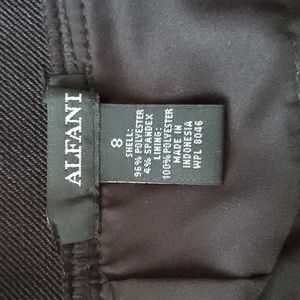 ALFANI
8
SHELL:
96% POLYESTER
4% SPANDEX
LINING:
100% POLYESTER
MADE IN
INDONESIA
WPL 8046